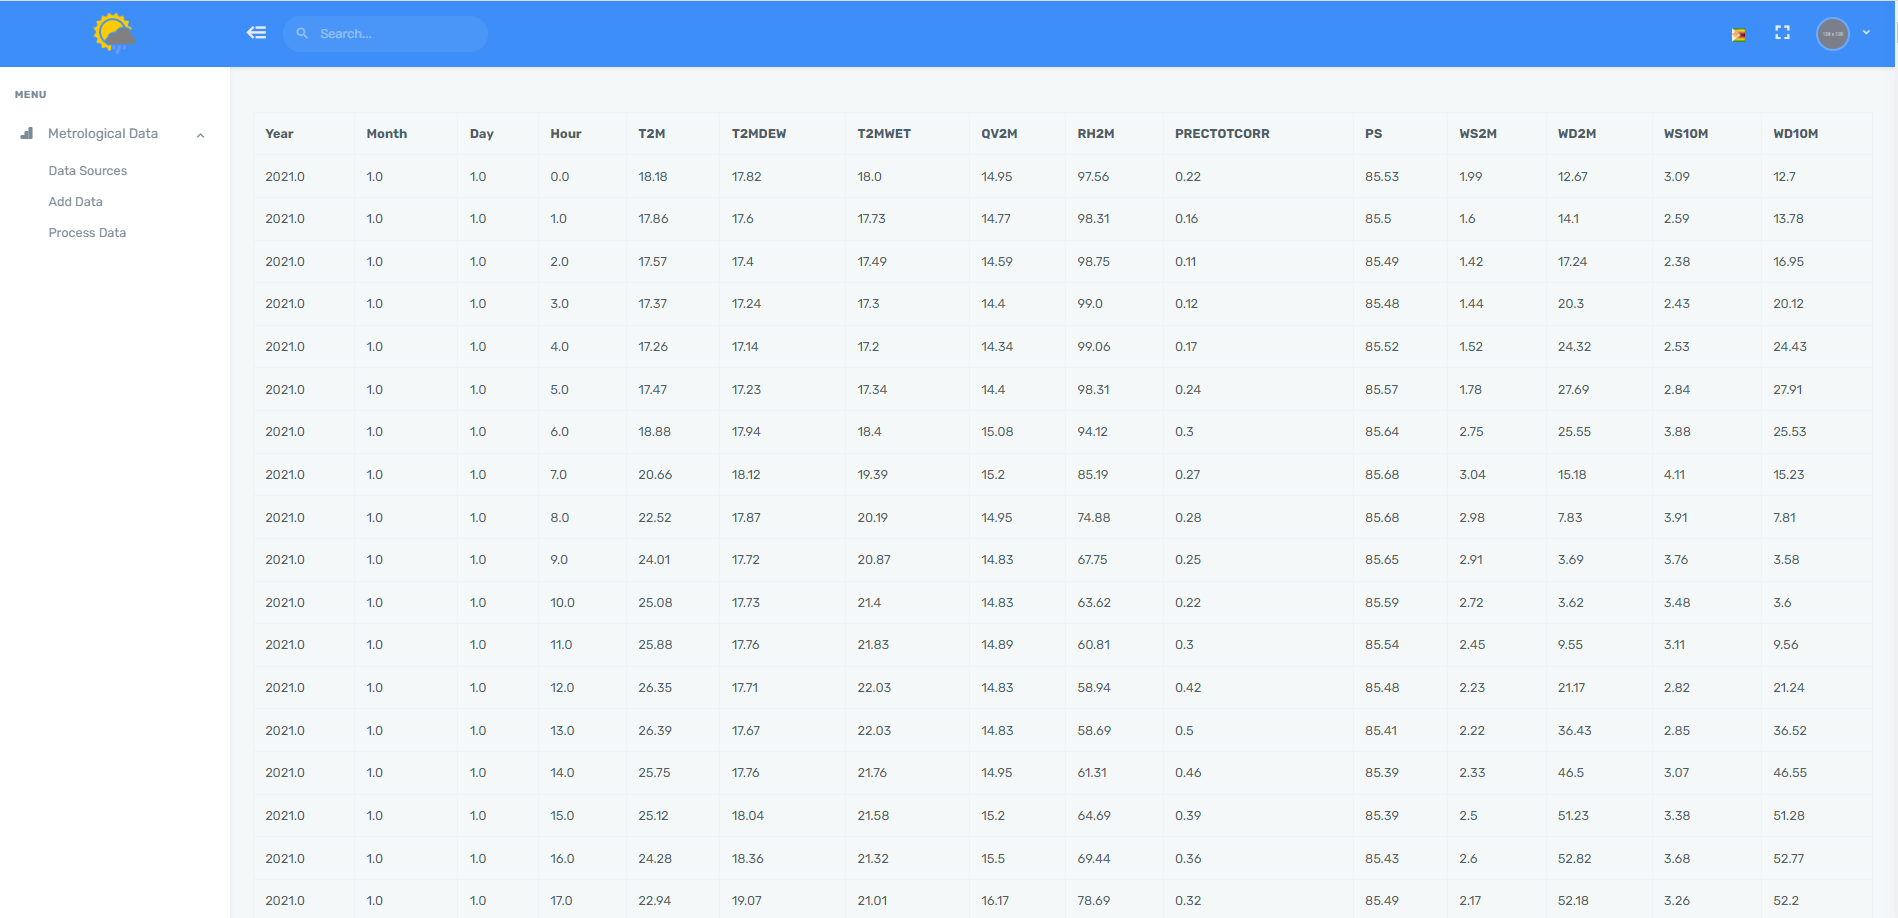 Search...
MENU
Metrological Data
Data Sources
Add Data
Process Data
Year Month Day Hour T2M T2MDEW T2MWET QV2M RH2M PRECTOTCORR PS WS2M WD2M WS10M WD10M
2021.0 1.0 1.0 0.0 18.18 17.82 18.0 14.95 97.56 0.22 85.53 1.99 12.67 3.09 12.7
2021.0 1.0 1.0 1.0 17.86 17.6 17.73 14.77 98.31 0.16 85.5 1.6 14.1 2.59 13.78
2021.0 1.0 1.0 2.0 17.57 17.4 17.49 14.59 98.75 0.11 85.49 1.42 17.24 2.38 16.95
2021.0 1.0 1.0 3.0 17.37 17.24 17.3 14.4 99.0 0.12 85.48 1.44 20.3 2.43 20.12
2021.0 1.0 1.0 4.0 17.26 17.14 17.2 14.34 99.06 0.17 85.52 1.52 24.32 2.53 24.43
2021.0 1.0 1.0 5.0 17.47 17.23 17.34 14.4 98.31 0.24 85.57 1.78 27.69 2.84 27.91
2021.0 1.0 1.0 6.0 18.88 17.94 18.4 15.08 94.12 0.3 85.64 2.75 25.55 3.88 25.53
2021.0 1.0 1.0 7.0 20.66 18.12 19.39 15.2 85.19 0.27 85.68 3.04 15.18 4.11 15.23
2021.0 1.0 1.0 8.0 22.52 17.87 20.19 14.95 74.88 0.28 85.68 2.98 7.83 3.91 7.81
2021.0 1.0 1.0 9.0 24.01 17.72 20.87 14.83 67.75 0.25 85.65 2.91 3.69 3.76 3.58
2021.0 1.0 1.0 10.0 25.08 17.73 21.4 14.83 63.62 0.22 85.59 2.72 3.62 3.48 3.6
2021.0 1.0 1.0 11.0 25.88 17.76 21.83 14.89 60.81 0.3 85.54 2.45 9.55 3.11 9.56
2021.0 1.0 1.0 12.0 26.35 17.71 22.03 14.83 58.94 0.42 85.48 2.23 21.17 2.82 21.24
2021.0 1.0 1.0 13.0 26.39 17.67 22.03 14.83 58.69 0.5 85.41 2.22 36.43 2.85 36.52
2021.0 1.0 1.0 14.0 25.75 17.76 21.76 14.95 61.31 0.46 85.39 2.33 46.5 3.07 46.55
2021.0 1.0 1.0 15.0 25.12 18.04 21.58 15.2 64.69 0.39 85.39 2.5 51.23 3.38 51.28
2021.0 1.0 1.0 16.0 24.28 18.36 21.32 15.5 69.44 0.36 85.43 2.6 52.82 3.68 52.77
2021.0 1.0 1.0 17.0 22.94 19.07 21.01 16.17 78.69 0.32 85.49 2.17 52.18 3.26 52.2